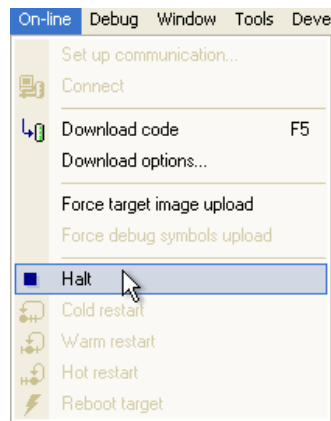 On-line Debug Window Tools Deve
Set up communication...
Connect
Download code F5
Download options...
Force target image upload
Force debug symbols upload
Halt
Cold restart
Warm restart
Hot restart
Reboot target